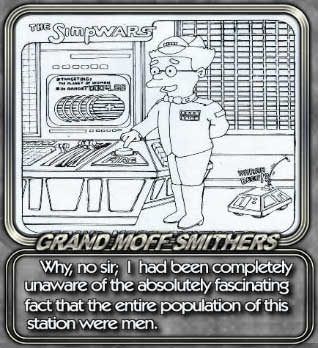 THE SimpWARS
TARGETING:
GRAND MOFF SMITHERS
Why, no sir; I had been completely
unaware of the absolutely fascinating
fact that the entire population of this
station were men.